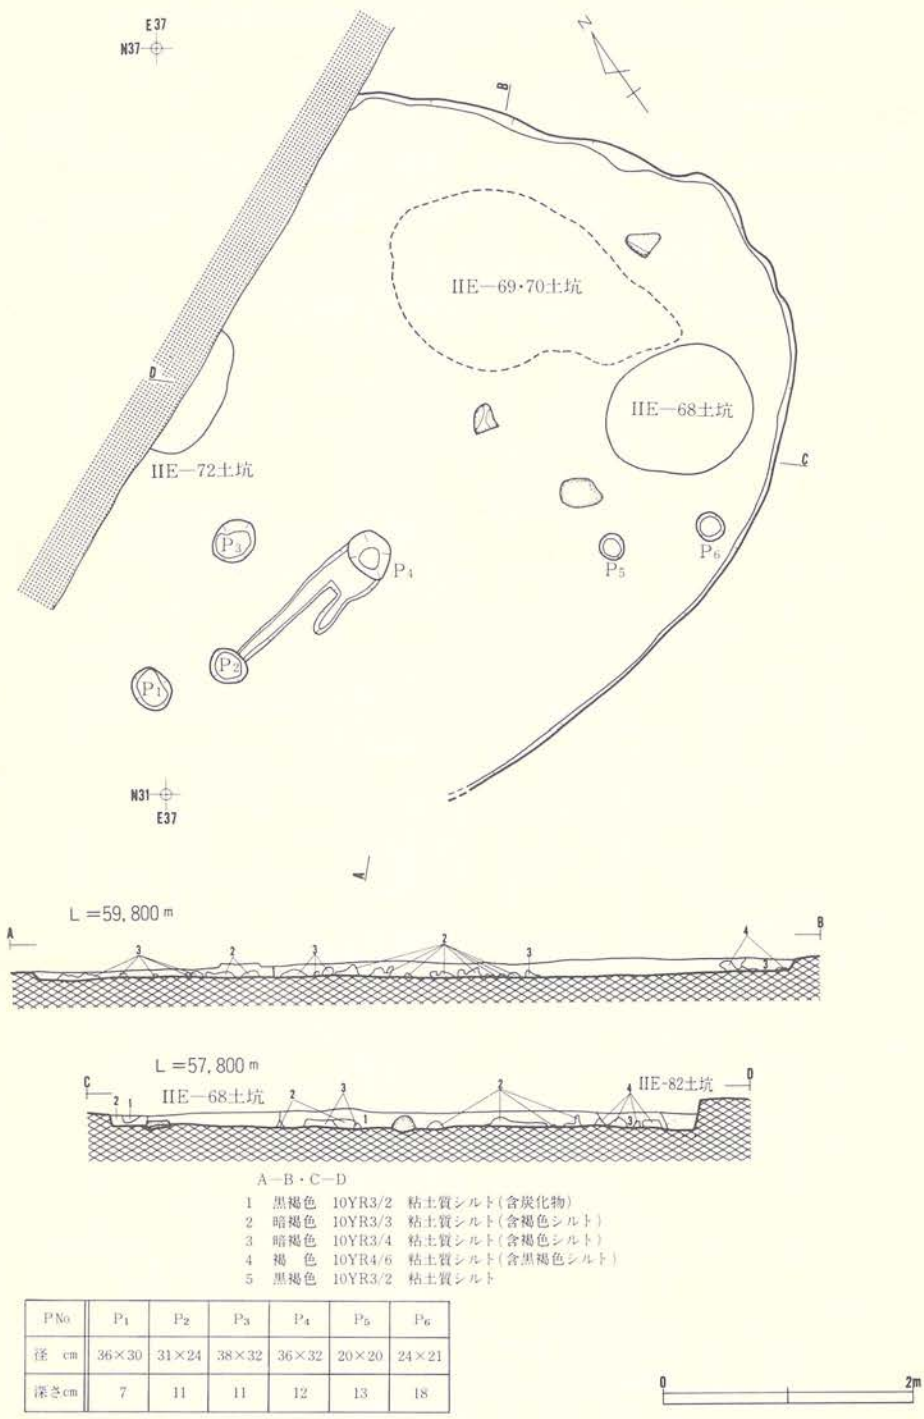 E37
N37
N
B
IIE—69・70土坑
D
IIE—68土坑
C
IIE—72土坑
P3
P4
P5
P6
P2
P1
N31
E37
A
L=59,800m
A
B
3 2 3 2 3 4
3
L=57,800m
C
D
IIE—68土坑
IIE-82土坑
2 1 2 3 2 4
1 3
A—B・C—D
1 黒褐色 10YR3/2 粘土質シルト(含炭化物)
2 暗褐色 10YR3/3 粘土質シルト(含褐色シルト)
3 暗褐色 10YR3/4 粘土質シルト(含褐色シルト)
4 褐 色 10YR4/6 粘土質シルト(含黒褐色シルト)
5 黒褐色 10YR3/2 粘土質シルト
PNo P1 P2 P3 P4 P5 P6
径 cm 36×30 31×24 38×32 36×32 20×20 24×21
深さcm 7 11 11 12 13 18
0 2m